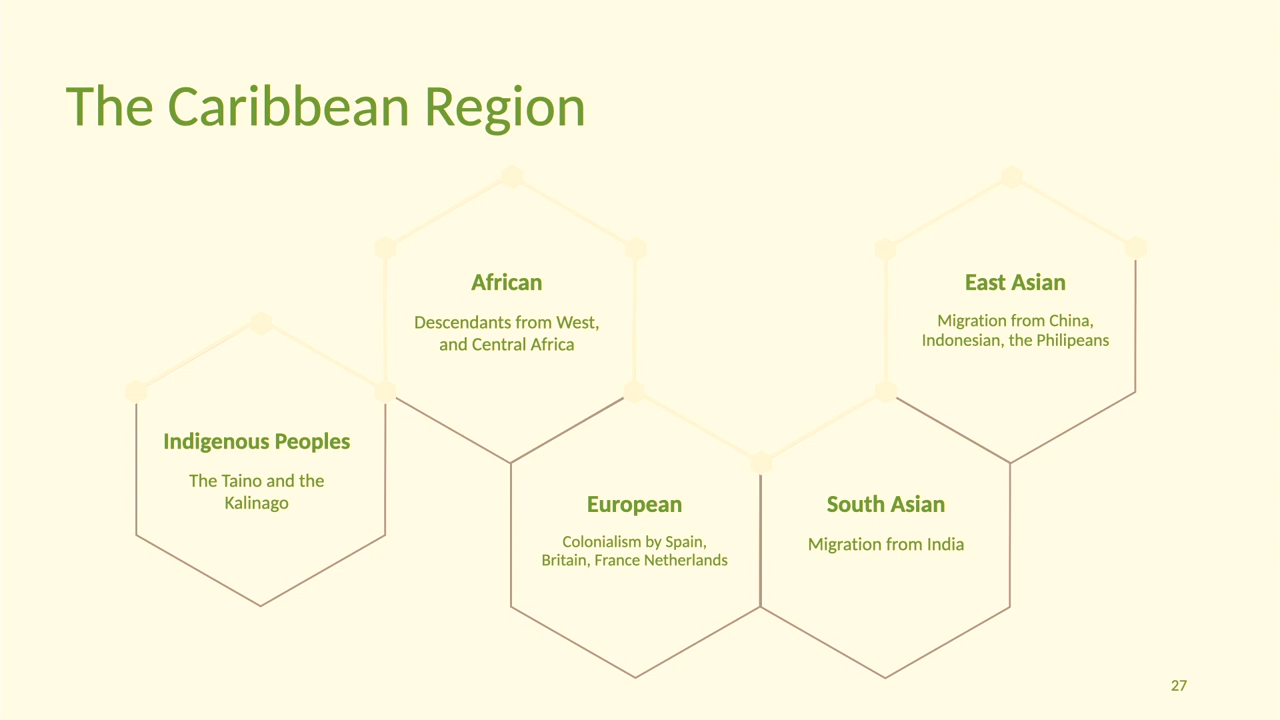 The Caribbean Region
African
Descendants from West,
and Central Africa
East Asian
Migration from China,
Indonesian, the Philipeans
Indigenous Peoples
The Taino and the
Kalinago
European
Colonialism by Spain,
Britain, France Netherlands
South Asian
Migration from India
27